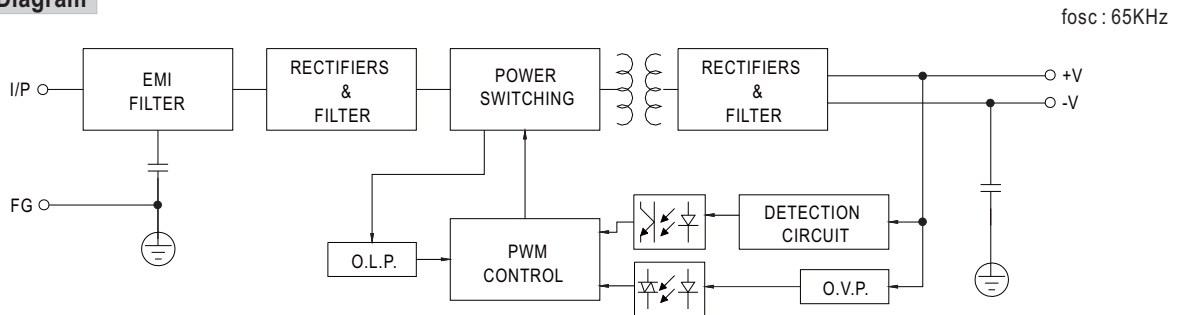 Diagram
fosc : 65KHz
I/P
EMI
FILTER
RECTIFIERS
&
FILTER
POWER
SWITCHING
RECTIFIERS
&
FILTER
+V
-V
FG
O.L.P.
PWM
CONTROL
DETECTION
CIRCUIT
O.V.P.